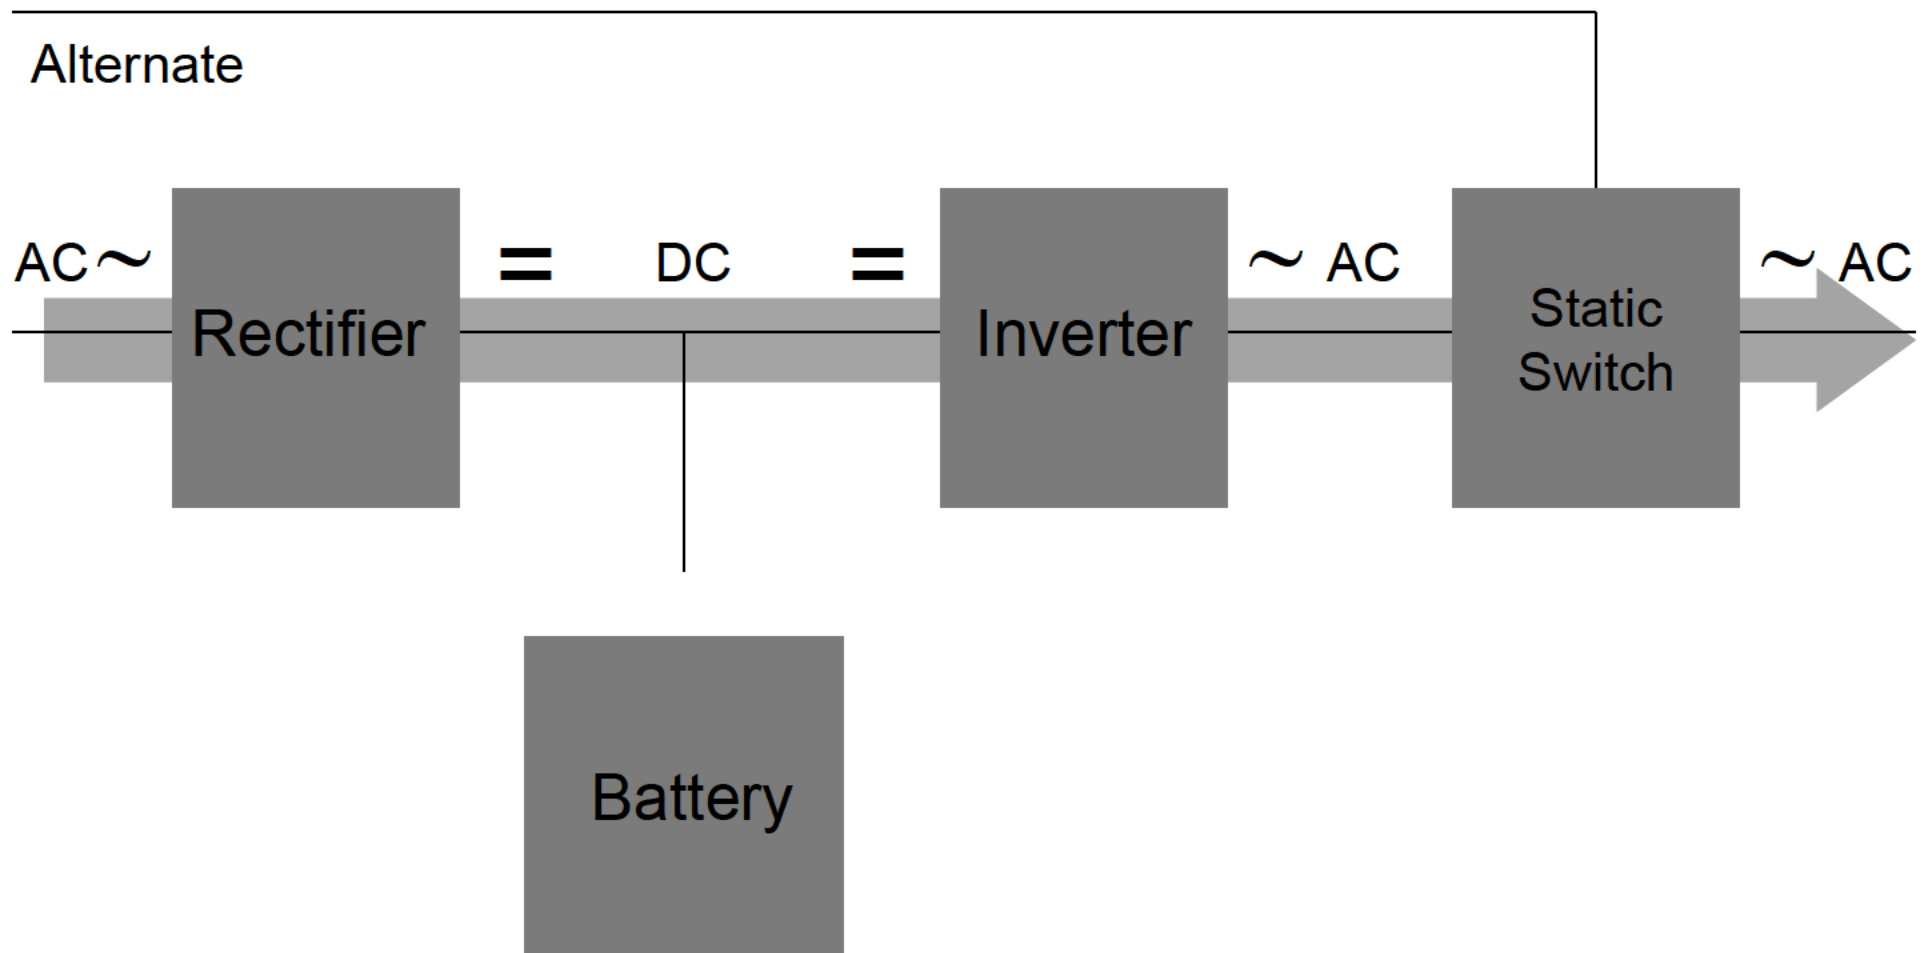 Alternate
AC ~ = DC = ~ AC ~ AC
Rectifier
Inverter
Static
Switch
Battery